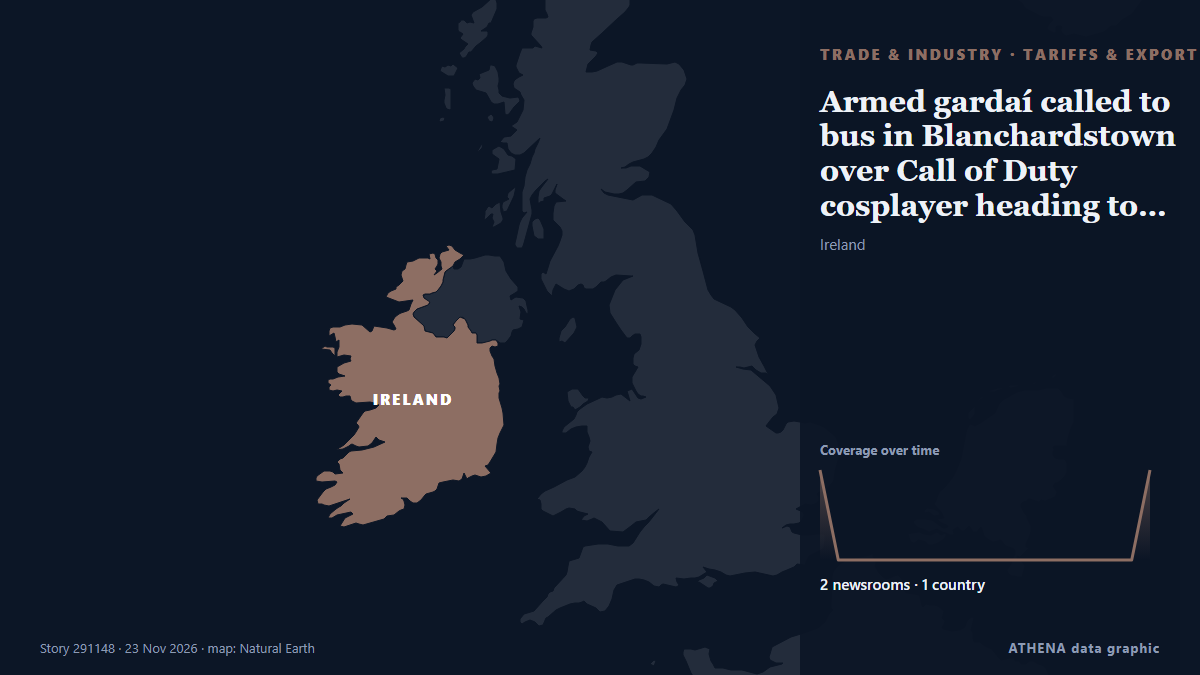 TRADE & INDUSTRY · TARIFFS & EXPORT
Armed gardaí called to
bus in Blanchardstown
over Call of Duty
cosplayer heading to...
Ireland
IRELAND
Coverage over time
2 newsrooms · 1 country
Story 291148 · 23 Nov 2026 · map: Natural Earth
ATHENA data graphic